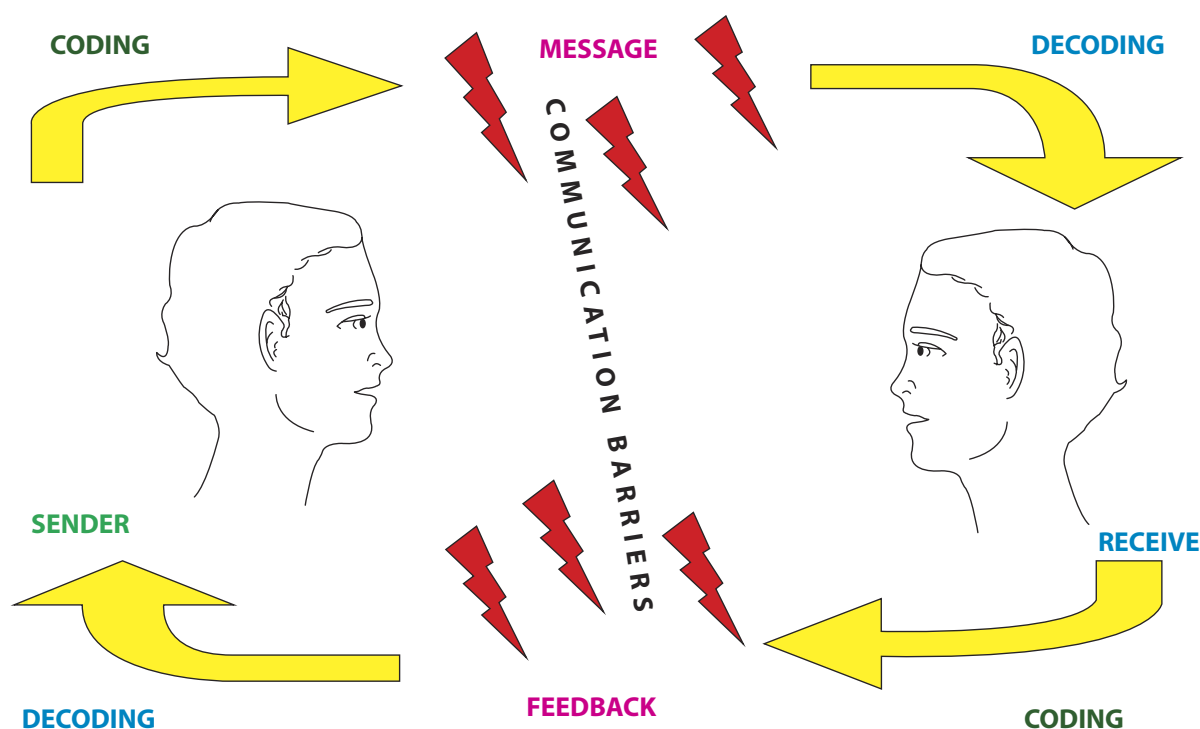 CODING
MESSAGE
DECODING
COMMUNICATION BARRIERS
SENDER
RECEIVE
DECODING
FEEDBACK
CODING